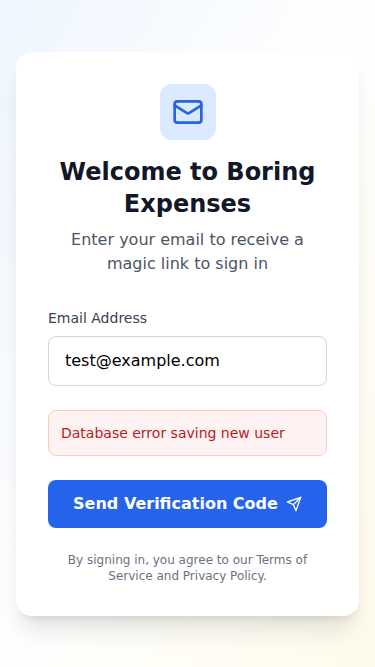 Welcome to Boring
Expenses
Enter your email to receive a
magic link to sign in
Email Address
test@example.com
Database error saving new user
Send Verification Code
By signing in, you agree to our Terms of
Service and Privacy Policy.